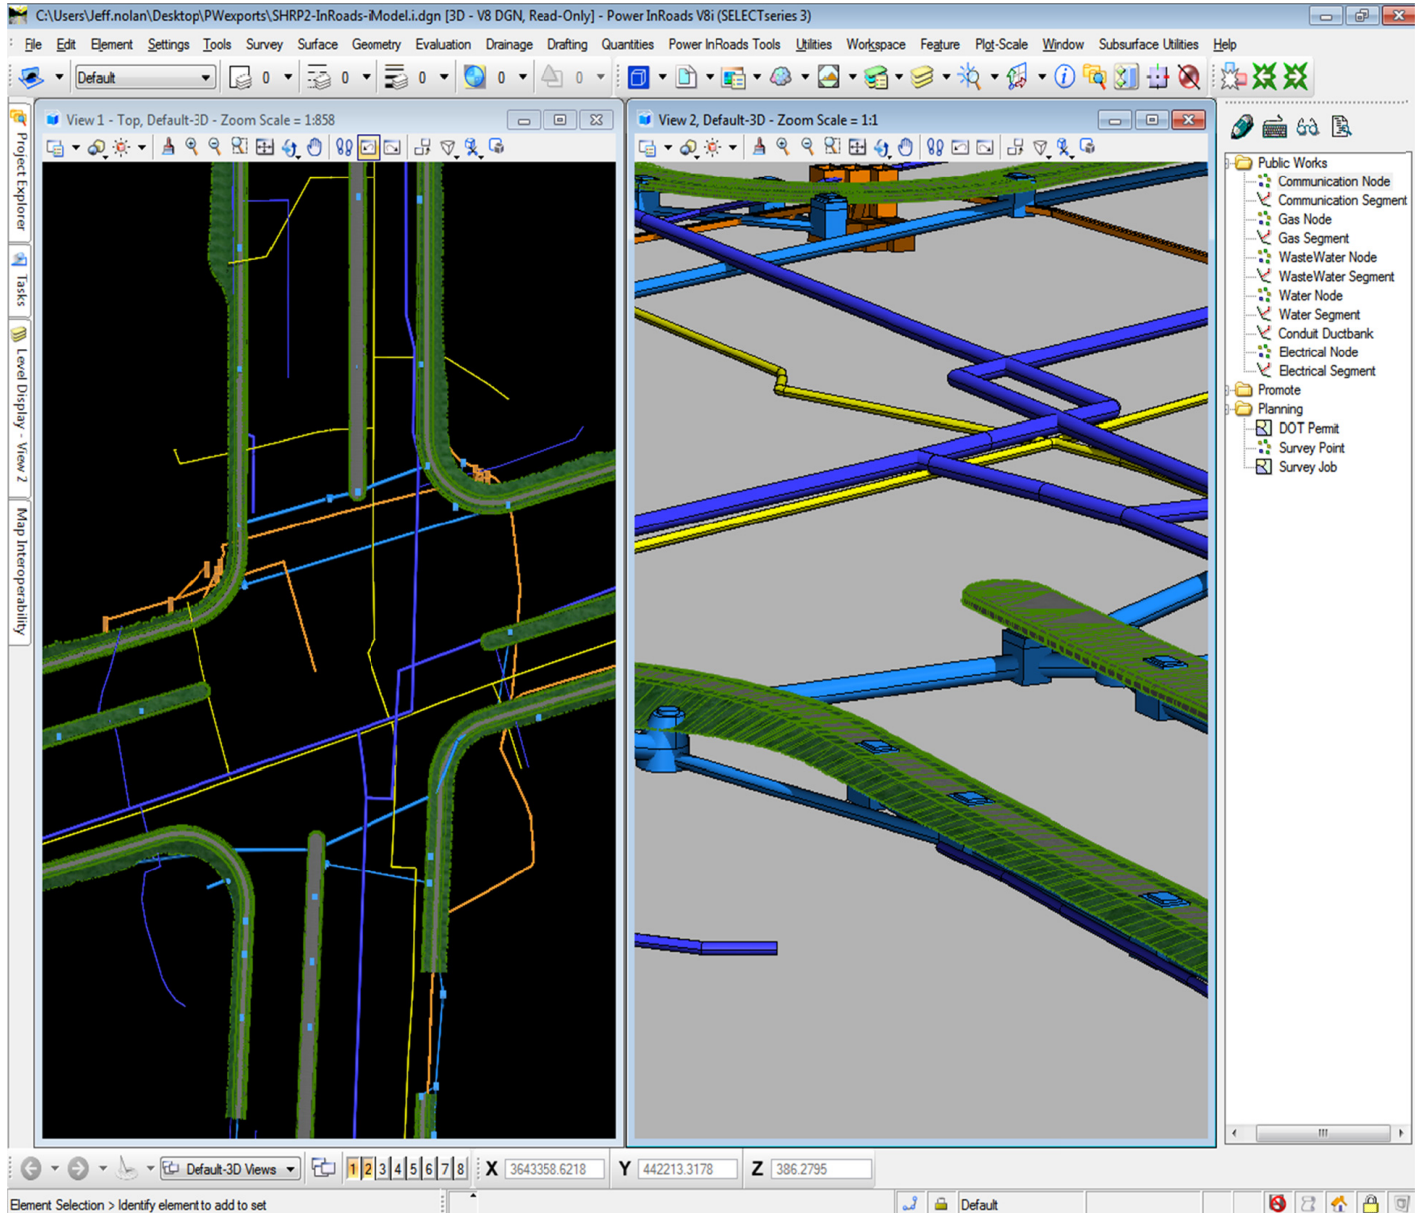 C:\Users\Jeff.nolan\Desktop\PWexports\SHRP2-InRoads-iModel.i.dgn [3D - V8 DGN, Read-Only] - Power InRoads V8i (SELECTseries 3)
File Edit Element Settings Tools Survey Surface Geometry Evaluation Drainage Drafting Quantities Power InRoads Tools Utilities Workspace Feature Plot-Scale Window Subsurface Utilities Help
Default 0 0 0 0 0
Project Explorer
Tasks
Level Display - View 2
Map Interoperability
View 1 - Top, Default-3D - Zoom Scale = 1:858
View 2, Default-3D - Zoom Scale = 1:1
Public Works
Communication Node
Communication Segment
Gas Node
Gas Segment
WasteWater Node
WasteWater Segment
Water Node
Water Segment
Conduit Ductbank
Electrical Node
Electrical Segment
Promote
Planning
DOT Permit
Survey Point
Survey Job
Default-3D Views 1 2 3 4 5 6 7 8 X 3643358.6218 Y 442213.3178 Z 386.2795
Element Selection > Identify element to add to set Default